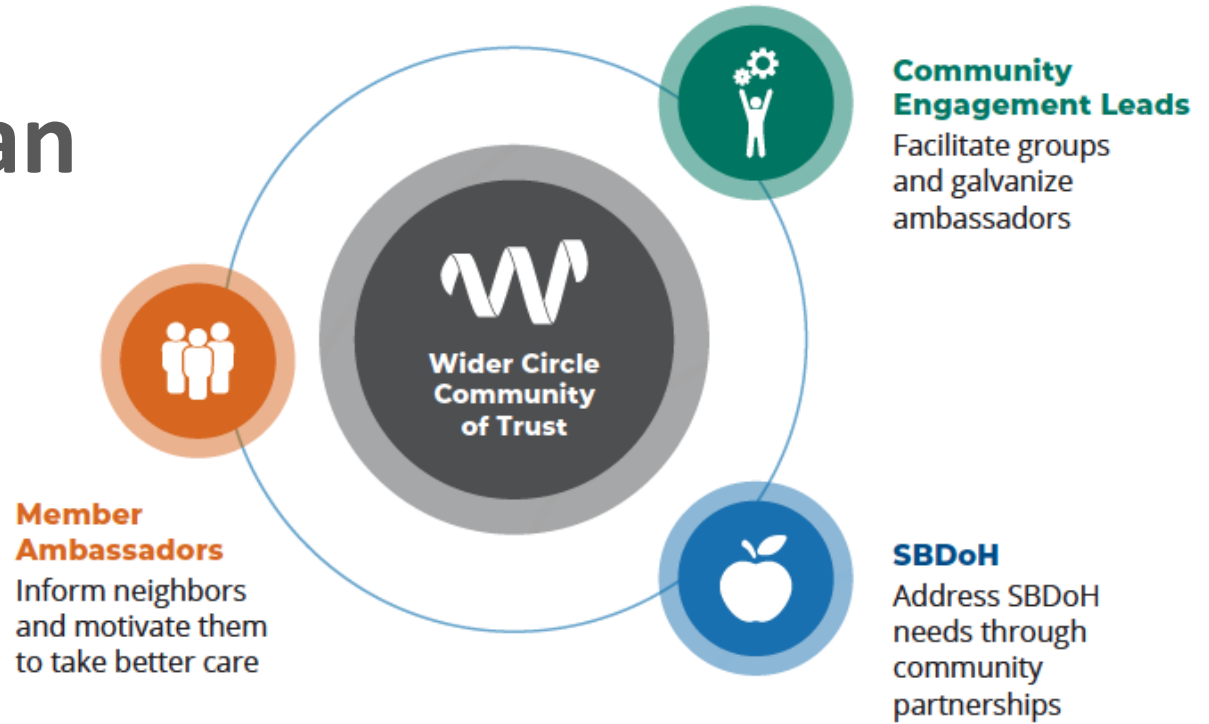 an
Community
Engagement Leads
Facilitate groups
and galvanize
ambassadors
Wider Circle
Community
of Trust
Member
Ambassadors
Inform neighbors
and motivate them
to take better care
SBDoH
Address SBDoH
needs through
community
partnerships